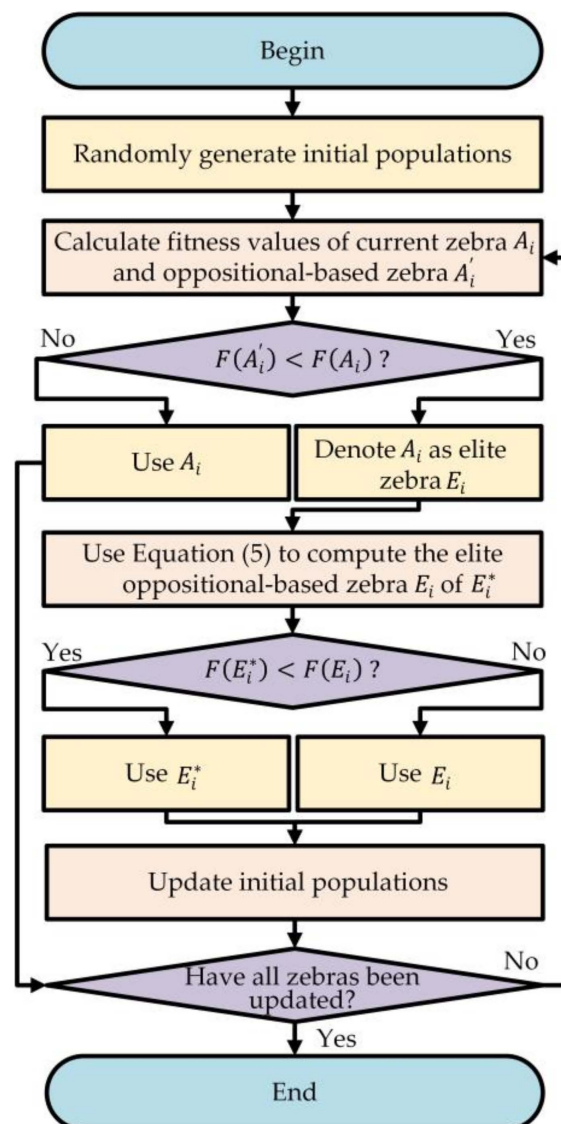 Begin
Randomly generate initial populations
Calculate fitness values of current zebra $A_i$
and oppositional-based zebra $A_i^{'}$
No
Yes
$F(A_i^{'}) < F(A_i)$ ?
Use $A_i$
Denote $A_i$ as elite
zebra $E_i$
Use Equation (5) to compute the elite
oppositional-based zebra $E_i$ of $E_i^*$
Yes
No
$F(E_i^*) < F(E_i)$ ?
Use $E_i^*$
Use $E_i$
Update initial populations
Have all zebras been
updated?
No
Yes
End